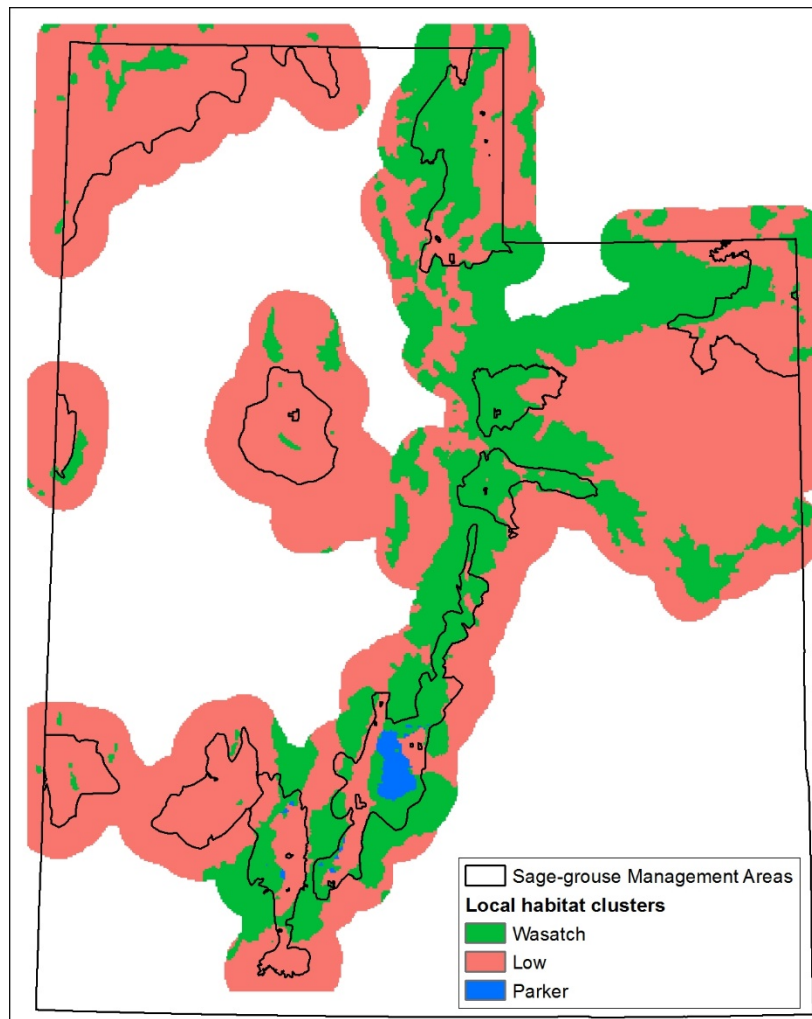 Sage-grouse Management Areas
Local habitat clusters
Wasatch
Low
Parker